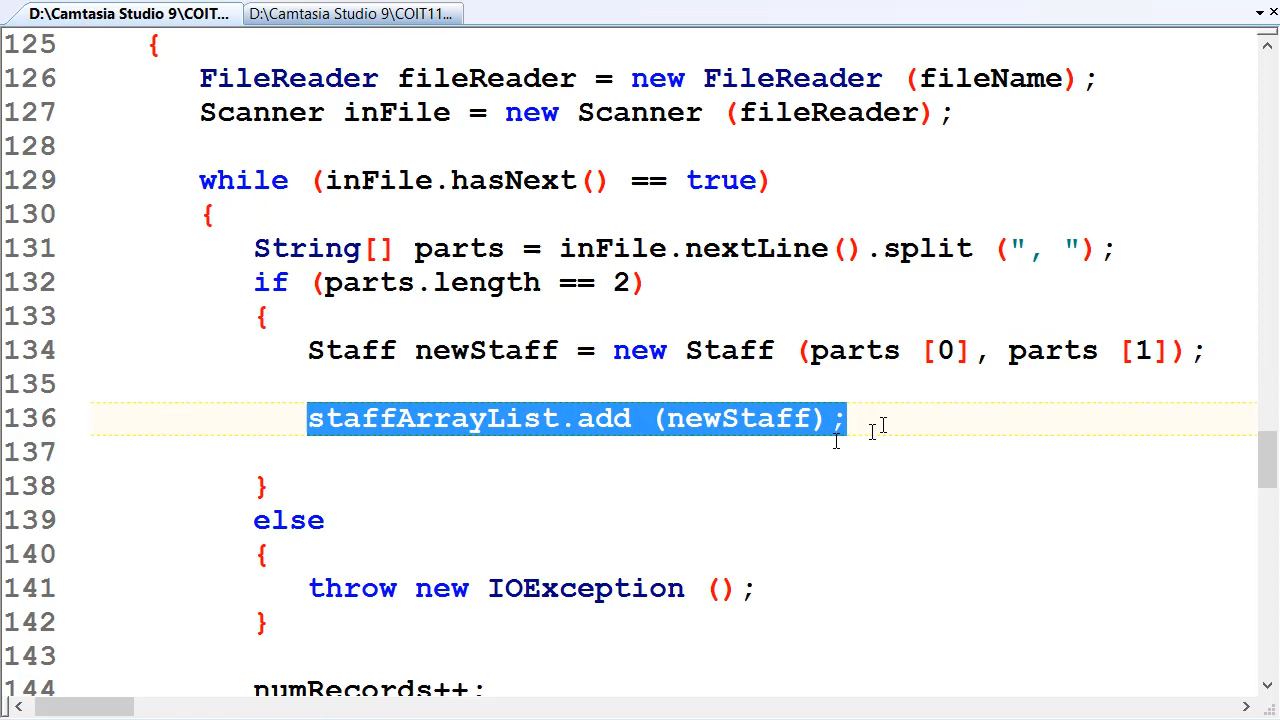 D:\Camtasia Studio 9\COIT... D:\Camtasia Studio 9\COIT11...
125 {
126 FileReader fileReader = new FileReader (fileName);
127 Scanner inFile = new Scanner (fileReader);
128
129 while (inFile.hasNext() == true)
130 {
131 String[] parts = inFile.nextLine().split (", ");
132 if (parts.length == 2)
133 {
134 Staff newStaff = new Staff (parts [0], parts [1]);
135
136 staffArrayList.add (newStaff);
137
138 }
139 else
140 {
141 throw new IOException ();
142 }
143
144 numRecords++;